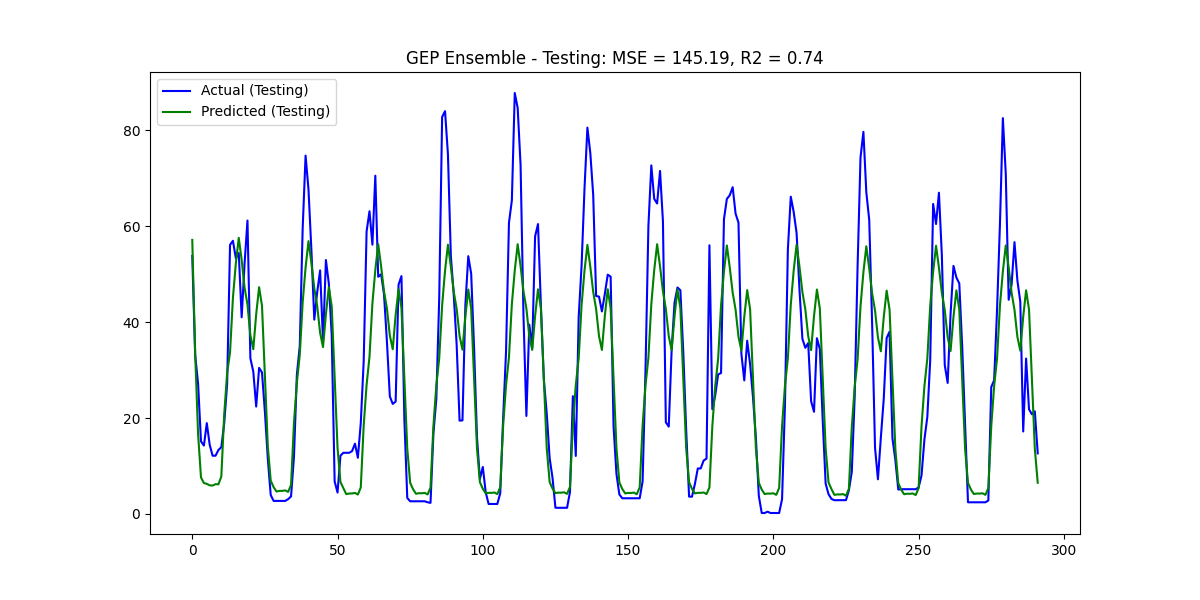 GEP Ensemble - Testing: MSE = 145.19, R2 = 0.74
Actual (Testing)
Predicted (Testing)
80
60
40
20
0
0 50 100 150 200 250 300